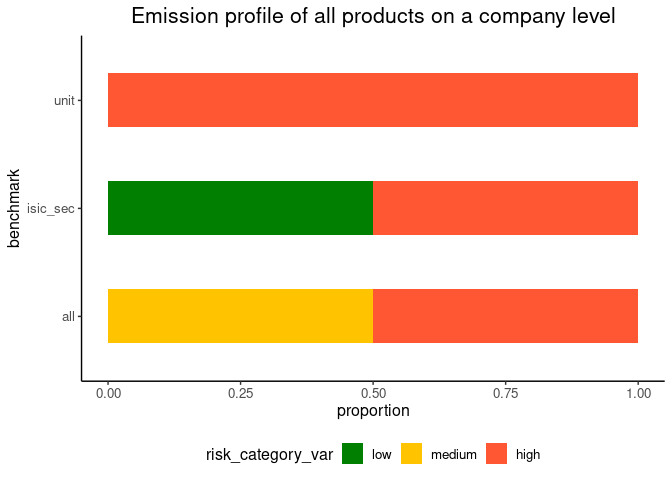 Emission profile of all products on a company level
benchmark
unit
isic_sec
all
0.00 0.25 0.50 0.75 1.00
proportion
risk_category_var low medium high